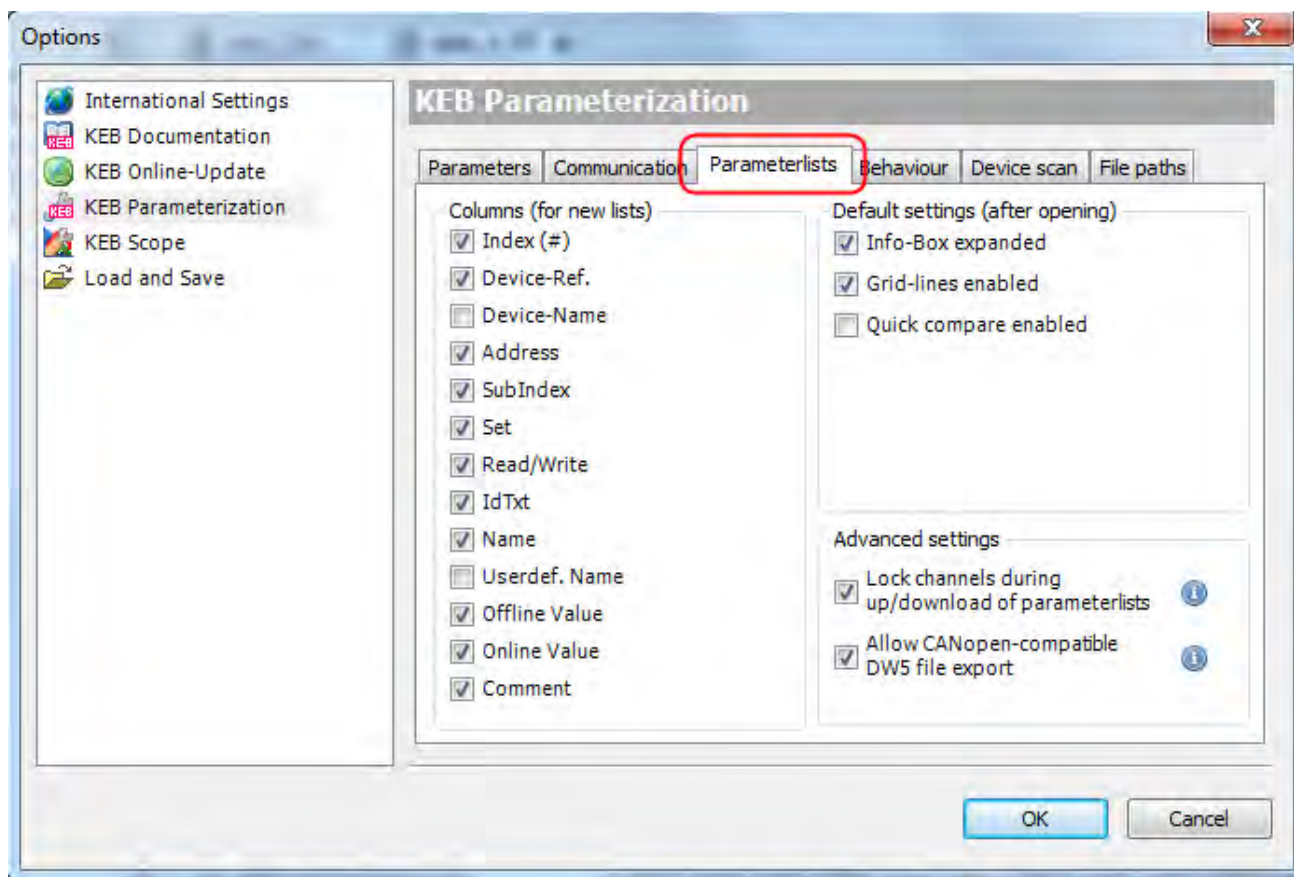 Options
International Settings
KEB Documentation
KEB Online-Update
KEB Parameterization
KEB Scope
Load and Save
KEB Parameterization
Parameters Communication Parameterlists Behaviour Device scan File paths
Columns (for new lists)
Index (#)
Device-Ref.
Device-Name
Address
SubIndex
Set
Read/Write
IdTxt
Name
Userdef. Name
Offline Value
Online Value
Comment
Default settings (after opening)
Info-Box expanded
Grid-lines enabled
Quick compare enabled
Advanced settings
Lock channels during
up/download of parameterlists
Allow CANopen-compatible
DW5 file export
OK Cancel